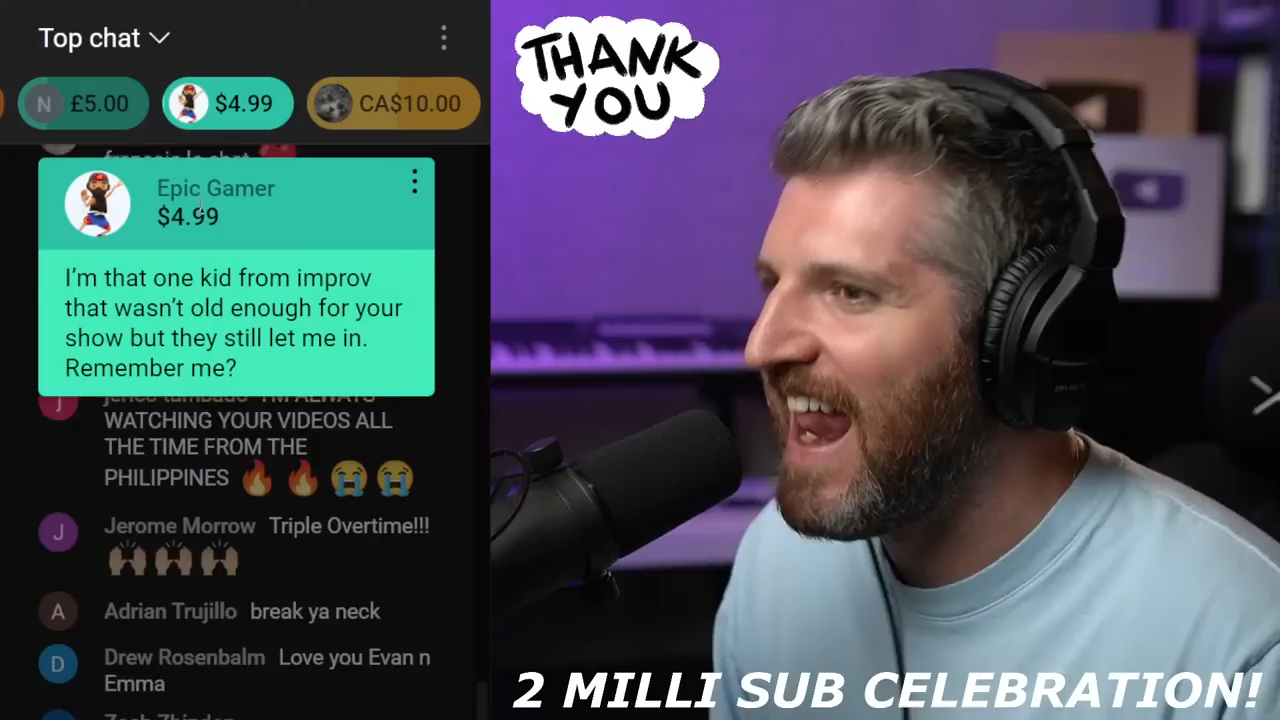 Top chat
N £5.00 $4.99 CA$10.00
Epic Gamer
$4.99
I’m that one kid from improv
that wasn’t old enough for your
show but they still let me in.
Remember me?
WATCHING YOUR VIDEOS ALL
THE TIME FROM THE
PHILIPPINES
J Jerome Morrow Triple Overtime!!!
A Adrian Trujillo break ya neck
D Drew Rosenbalm Love you Evan n
Emma
THANK
YOU
2 MILLI SUB CELEBRATION!